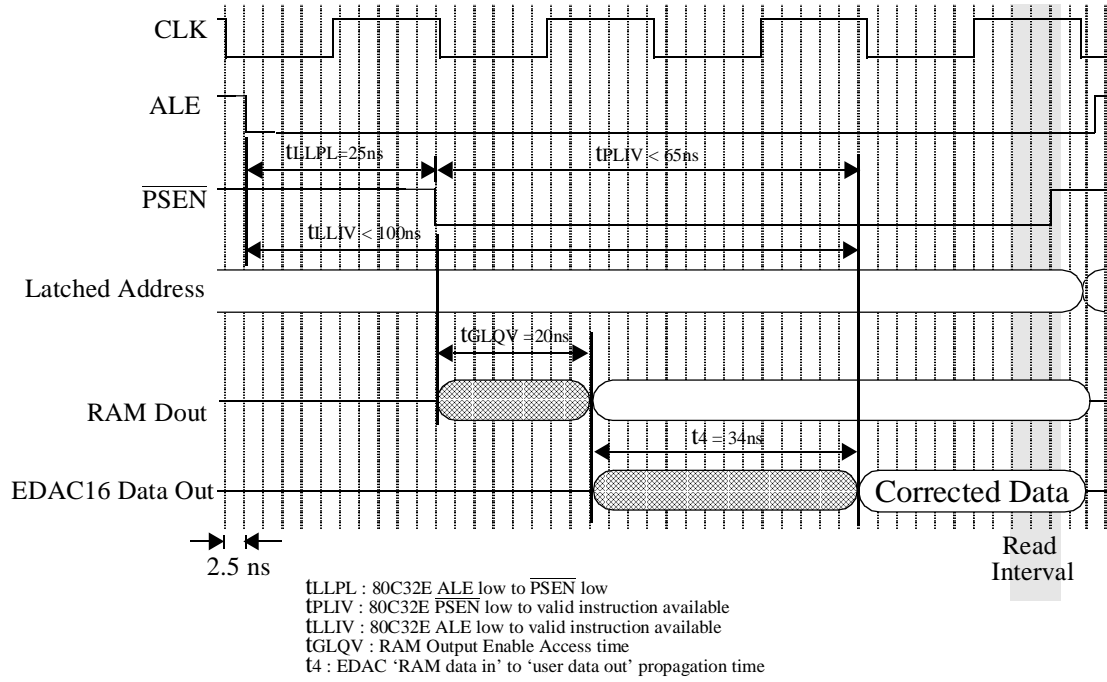 CLK
ALE
tLLPL=25ns
tPLIV < 65ns
PSEN
tLLIV < 100ns
Latched Address
tGLQV =20ns
RAM Dout
t4 = 34ns
EDAC16 Data Out
Corrected Data
2.5 ns
Read
Interval
tLLPL : 80C32E ALE low to PSEN low
tPLIV : 80C32E PSEN low to valid instruction available
tLLIV : 80C32E ALE low to valid instruction available
tGLQV : RAM Output Enable Access time
t4 : EDAC ‘RAM data in’ to ‘user data out’ propagation time